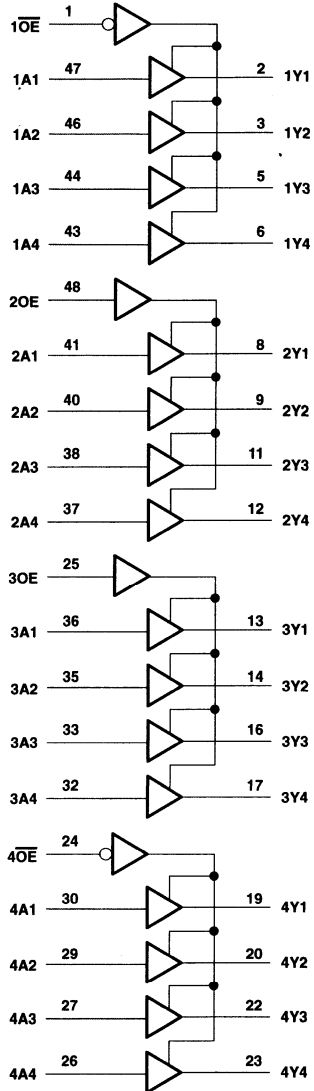 1O̅E̅ 1
1A1 47 2 1Y1
1A2 46 3 1Y2
1A3 44 5 1Y3
1A4 43 6 1Y4
2OE 48
2A1 41 8 2Y1
2A2 40 9 2Y2
2A3 38 11 2Y3
2A4 37 12 2Y4
3OE 25
3A1 36 13 3Y1
3A2 35 14 3Y2
3A3 33 16 3Y3
3A4 32 17 3Y4
4O̅E̅ 24
4A1 30 19 4Y1
4A2 29 20 4Y2
4A3 27 22 4Y3
4A4 26 23 4Y4